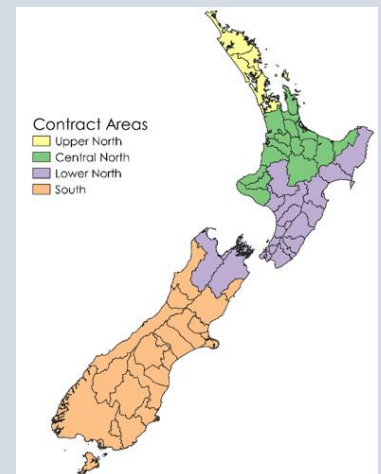 Contract Areas
Upper North
Central North
Lower North
South